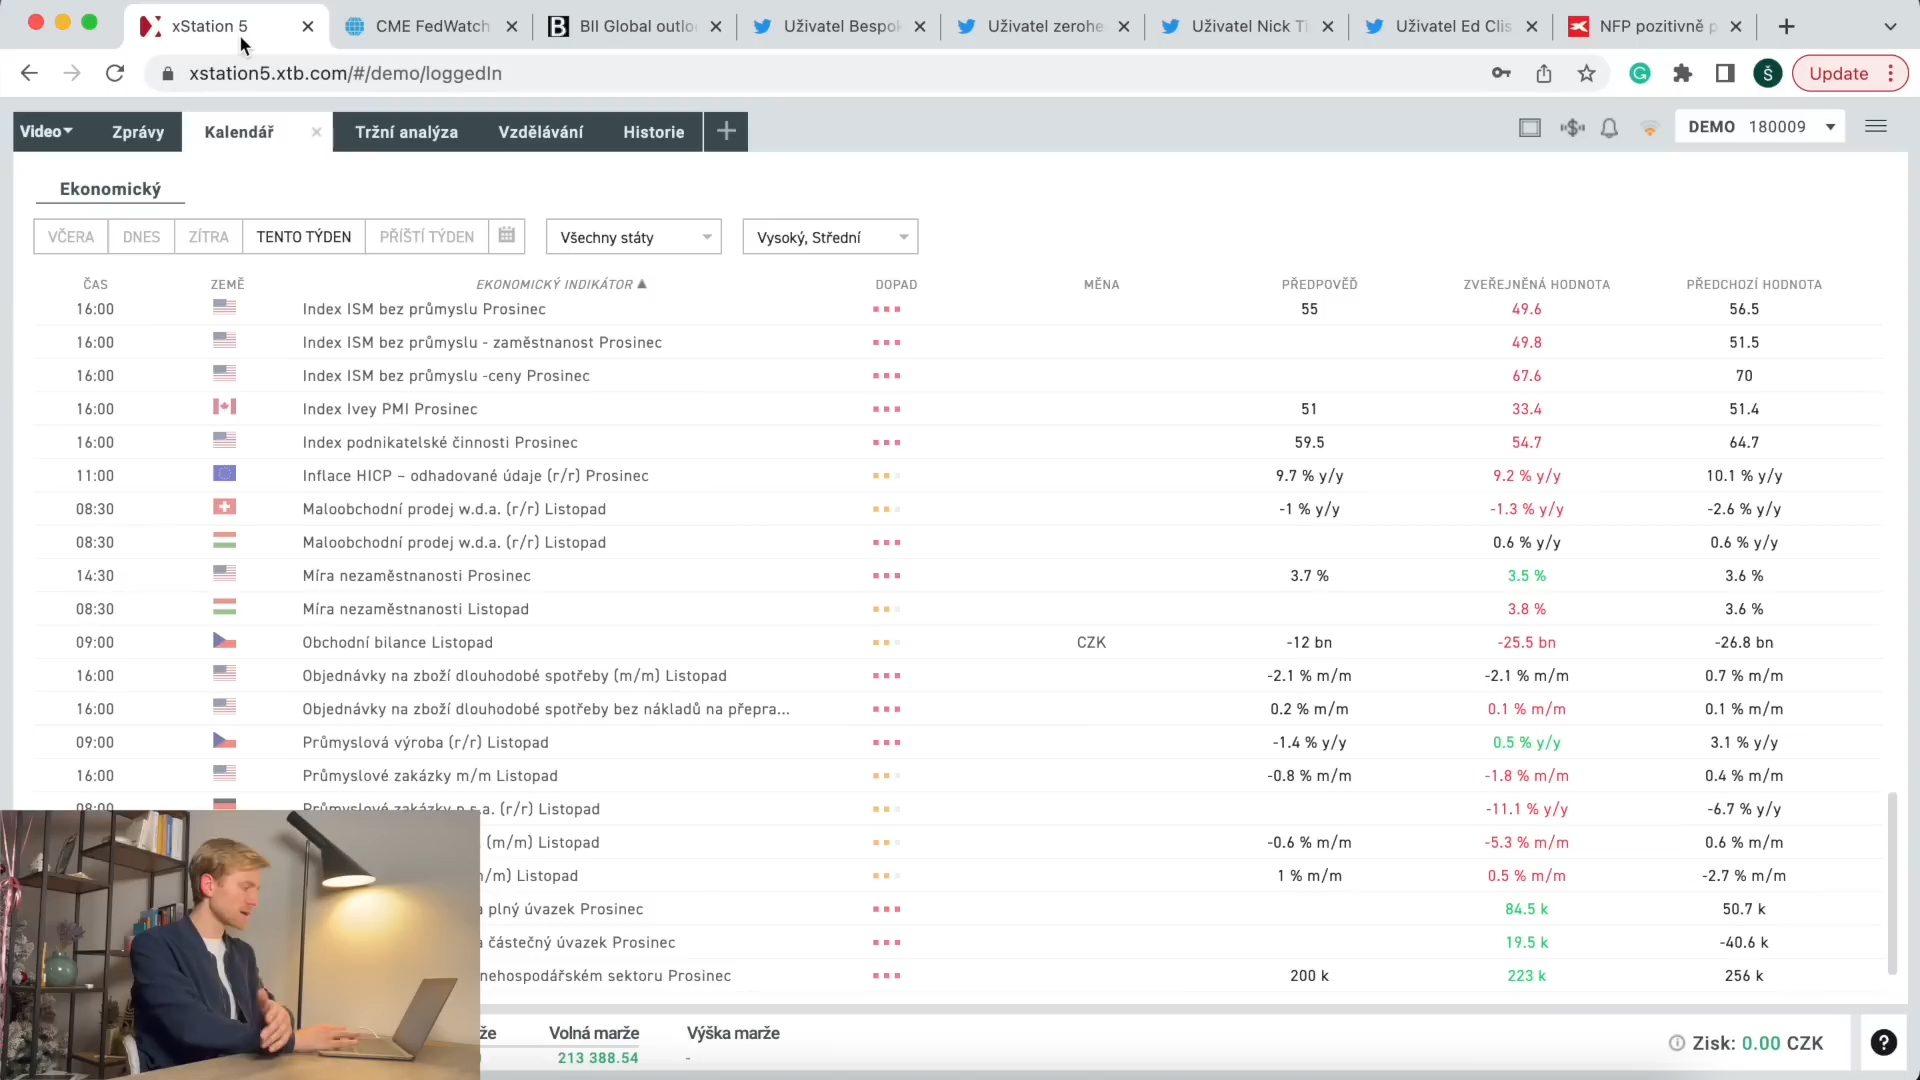 xStation 5
CME FedWatch
BII Global outlo
Uživatel Bespok
Uživatel zerohe
Uživatel Nick Ti
Uživatel Ed Clis
NFP pozitivně p
xstation5.xtb.com/#/demo/loggedIn
Š
Update
Video
Zprávy
Kalendář
Tržní analýza
Vzdělávání
Historie
DEMO 180009
Ekonomický
VČERA
DNES
ZÍTRA
TENTO TÝDEN
PŘÍŠTÍ TÝDEN
Všechny státy
Vysoký, Střední
ČAS ZEMĚ EKONOMICKÝ INDIKÁTOR ▲ DOPAD MĚNA PŘEDPOVĚĎ ZVEŘEJNĚNÁ HODNOTA PŘEDCHOZÍ HODNOTA
16:00 Index ISM bez průmyslu Prosinec 55 49.6 56.5
16:00 Index ISM bez průmyslu - zaměstnanost Prosinec 49.8 51.5
16:00 Index ISM bez průmyslu -ceny Prosinec 67.6 70
16:00 Index Ivey PMI Prosinec 51 33.4 51.4
16:00 Index podnikatelské činnosti Prosinec 59.5 54.7 64.7
11:00 Inflace HICP – odhadované údaje (r/r) Prosinec 9.7 % y/y 9.2 % y/y 10.1 % y/y
08:30 Maloobchodní prodej w.d.a. (r/r) Listopad -1 % y/y -1.3 % y/y -2.6 % y/y
08:30 Maloobchodní prodej w.d.a. (r/r) Listopad 0.6 % y/y 0.6 % y/y
14:30 Míra nezaměstnanosti Prosinec 3.7 % 3.5 % 3.6 %
08:30 Míra nezaměstnanosti Listopad 3.8 % 3.6 %
09:00 Obchodní bilance Listopad CZK -12 bn -25.5 bn -26.8 bn
16:00 Objednávky na zboží dlouhodobé spotřeby (m/m) Listopad -2.1 % m/m -2.1 % m/m 0.7 % m/m
16:00 Objednávky na zboží dlouhodobé spotřeby bez nákladů na přepra... 0.2 % m/m 0.1 % m/m 0.1 % m/m
09:00 Průmyslová výroba (r/r) Listopad -1.4 % y/y 0.5 % y/y 3.1 % y/y
16:00 Průmyslové zakázky m/m Listopad -0.8 % m/m -1.8 % m/m 0.4 % m/m
08:00 Průmyslové zakázky n.s.a. (r/r) Listopad -11.1 % y/y -6.7 % y/y
(m/m) Listopad -0.6 % m/m -5.3 % m/m 0.6 % m/m
/m) Listopad 1 % m/m 0.5 % m/m -2.7 % m/m
a plný úvazek Prosinec 84.5 k 50.7 k
a částečný úvazek Prosinec 19.5 k -40.6 k
nehospodářském sektoru Prosinec 200 k 223 k 256 k
že Volná marže Výška marže
213 388.54 -
Zisk: 0.00 CZK
?